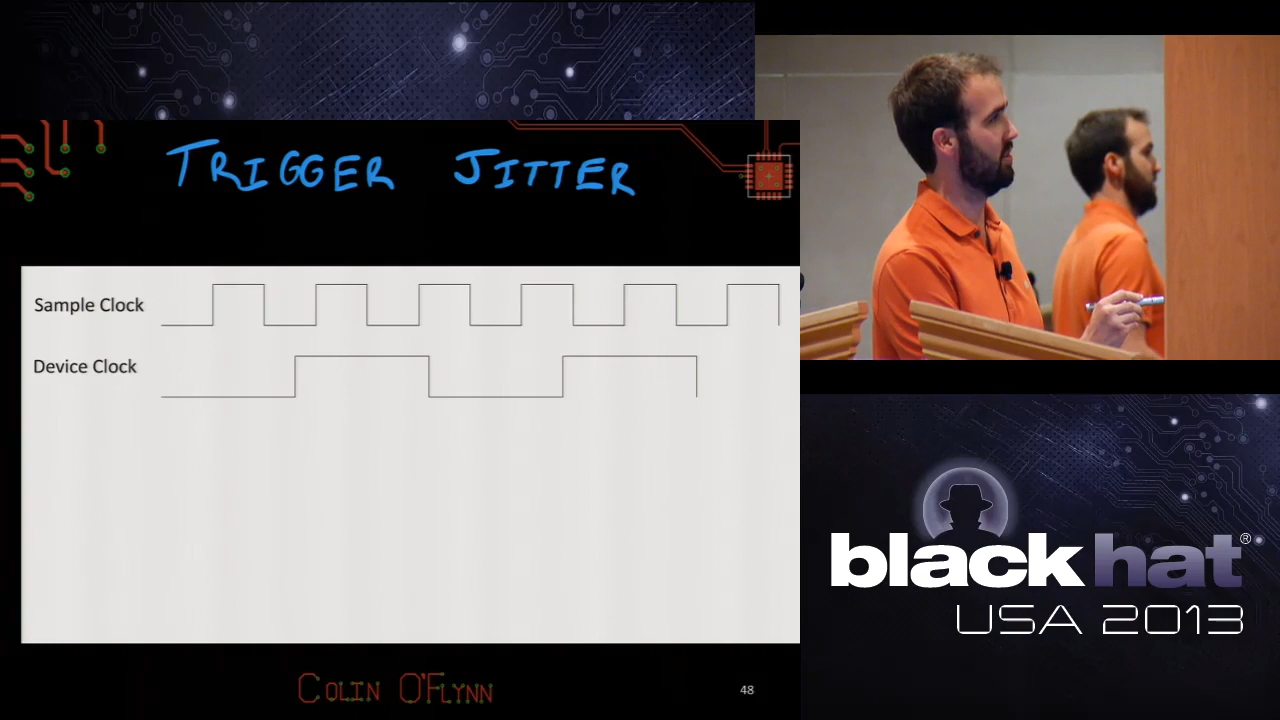 TRIGGER JITTER
Sample Clock
Device Clock
COLIN O'FLYNN
48
black hat®
USA 2013